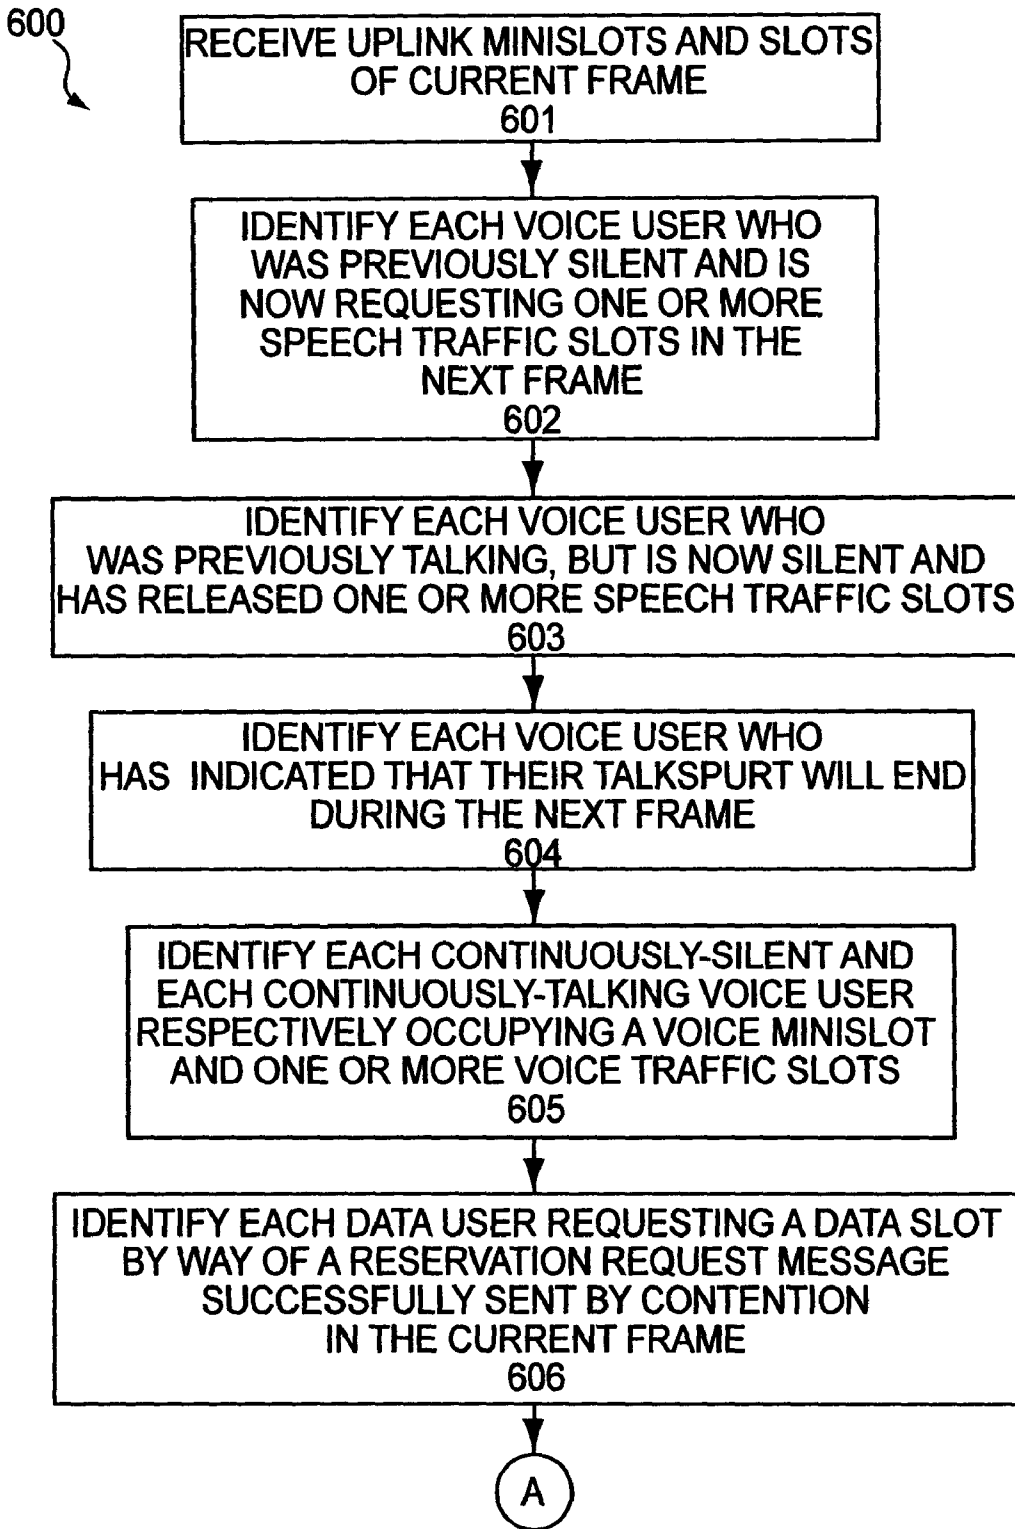 600
RECEIVE UPLINK MINISLOTS AND SLOTS
OF CURRENT FRAME
601
IDENTIFY EACH VOICE USER WHO
WAS PREVIOUSLY SILENT AND IS
NOW REQUESTING ONE OR MORE
SPEECH TRAFFIC SLOTS IN THE
NEXT FRAME
602
IDENTIFY EACH VOICE USER WHO
WAS PREVIOUSLY TALKING, BUT IS NOW SILENT AND
HAS RELEASED ONE OR MORE SPEECH TRAFFIC SLOTS
603
IDENTIFY EACH VOICE USER WHO
HAS INDICATED THAT THEIR TALKSPURT WILL END
DURING THE NEXT FRAME
604
IDENTIFY EACH CONTINUOUSLY-SILENT AND
EACH CONTINUOUSLY-TALKING VOICE USER
RESPECTIVELY OCCUPYING A VOICE MINISLOT
AND ONE OR MORE VOICE TRAFFIC SLOTS
605
IDENTIFY EACH DATA USER REQUESTING A DATA SLOT
BY WAY OF A RESERVATION REQUEST MESSAGE
SUCCESSFULLY SENT BY CONTENTION
IN THE CURRENT FRAME
606
A